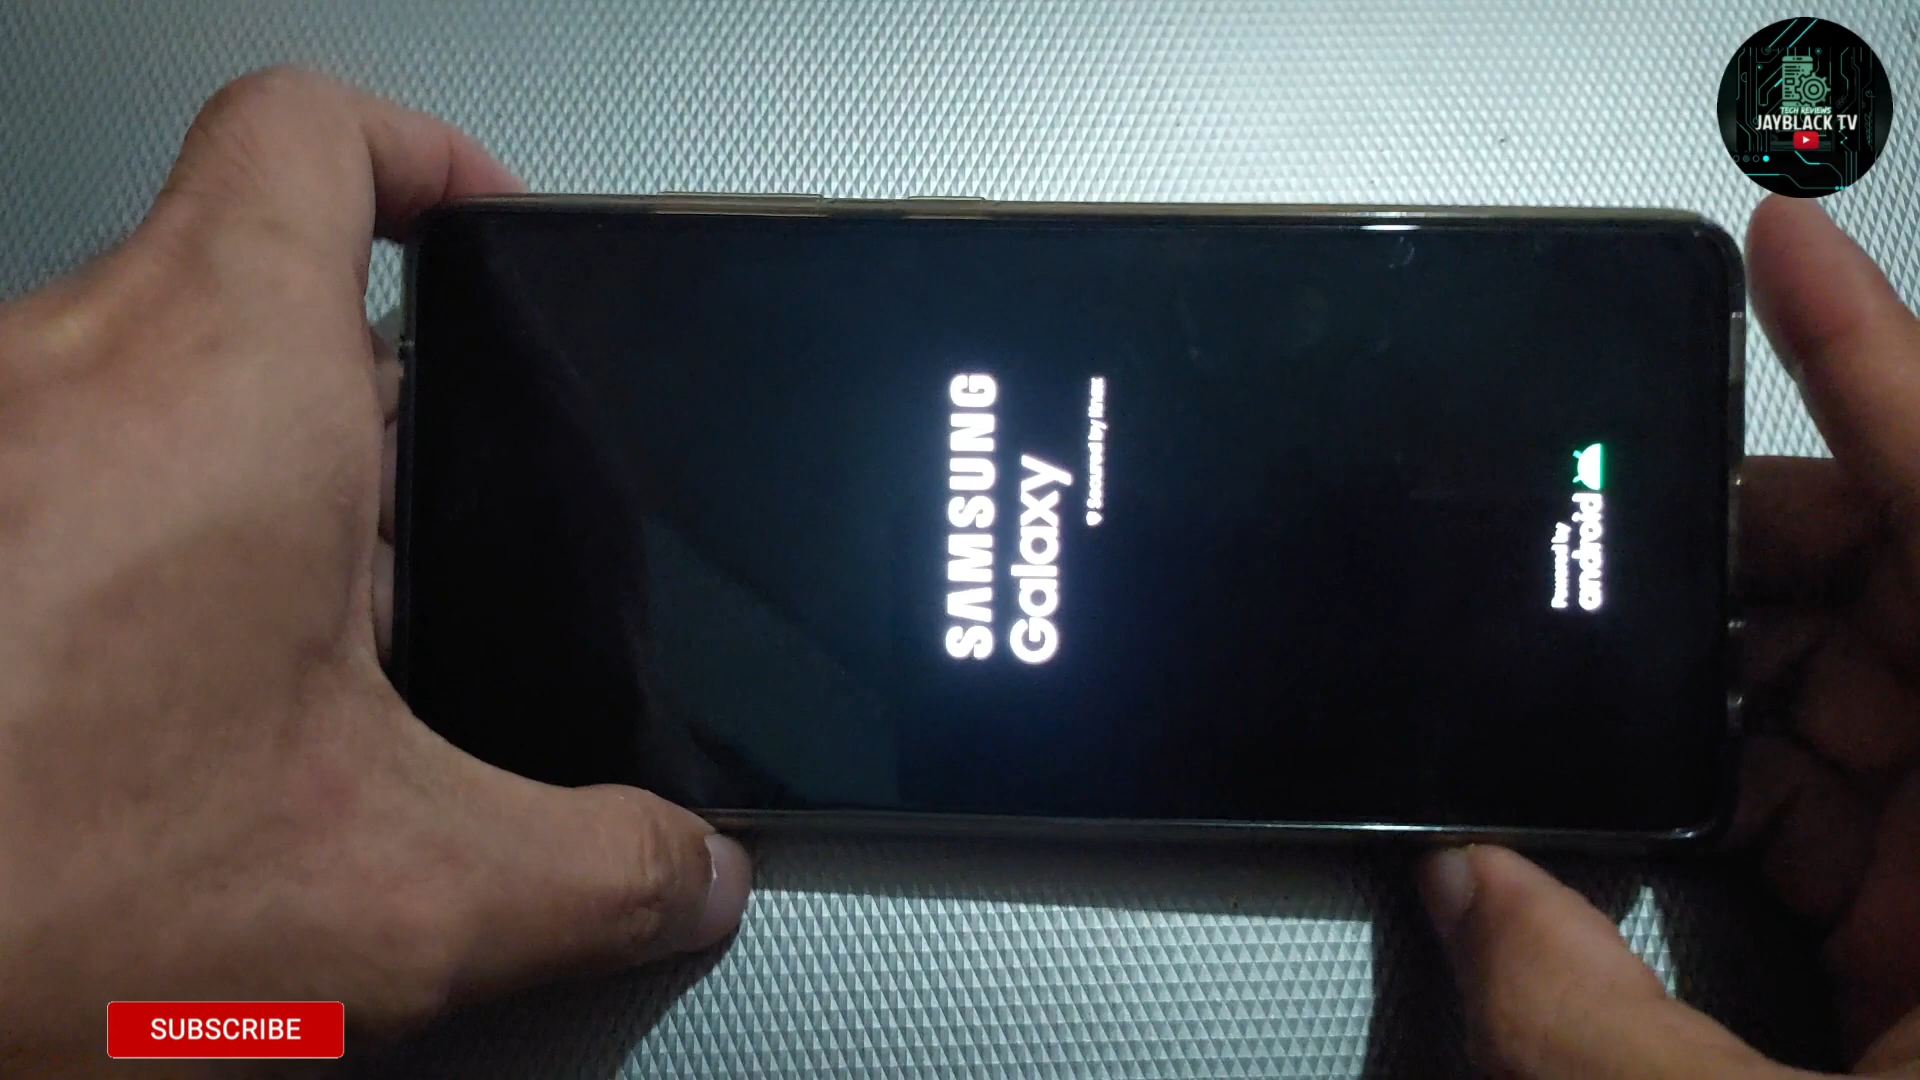 TECH REVIEWS
JAYBLACK TV
SAMSUNG
Galaxy
Secured by Knox
Powered by
android
SUBSCRIBE